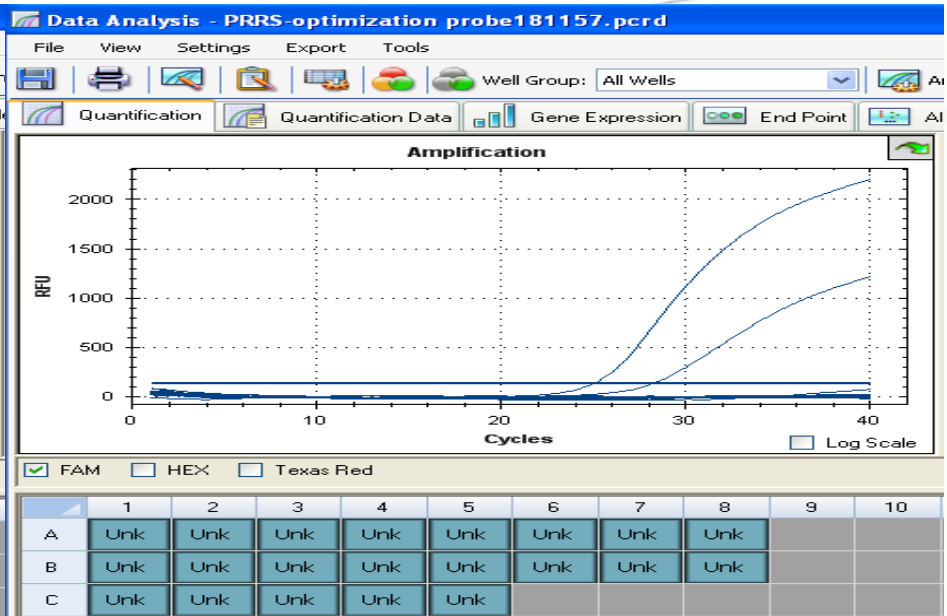 Data Analysis - PRRS-optimization probe181157.pcrd
File View Settings Export Tools
Well Group: All Wells
Quantification Quantification Data Gene Expression End Point Al
Amplification
2000
1500
1000
500
0
RFU
0 10 20 30 40
Cycles
Log Scale
FAM HEX Texas Red
1 2 3 4 5 6 7 8 9 10
A Unk Unk Unk Unk Unk Unk Unk Unk
B Unk Unk Unk Unk Unk Unk Unk Unk
C Unk Unk Unk Unk Unk